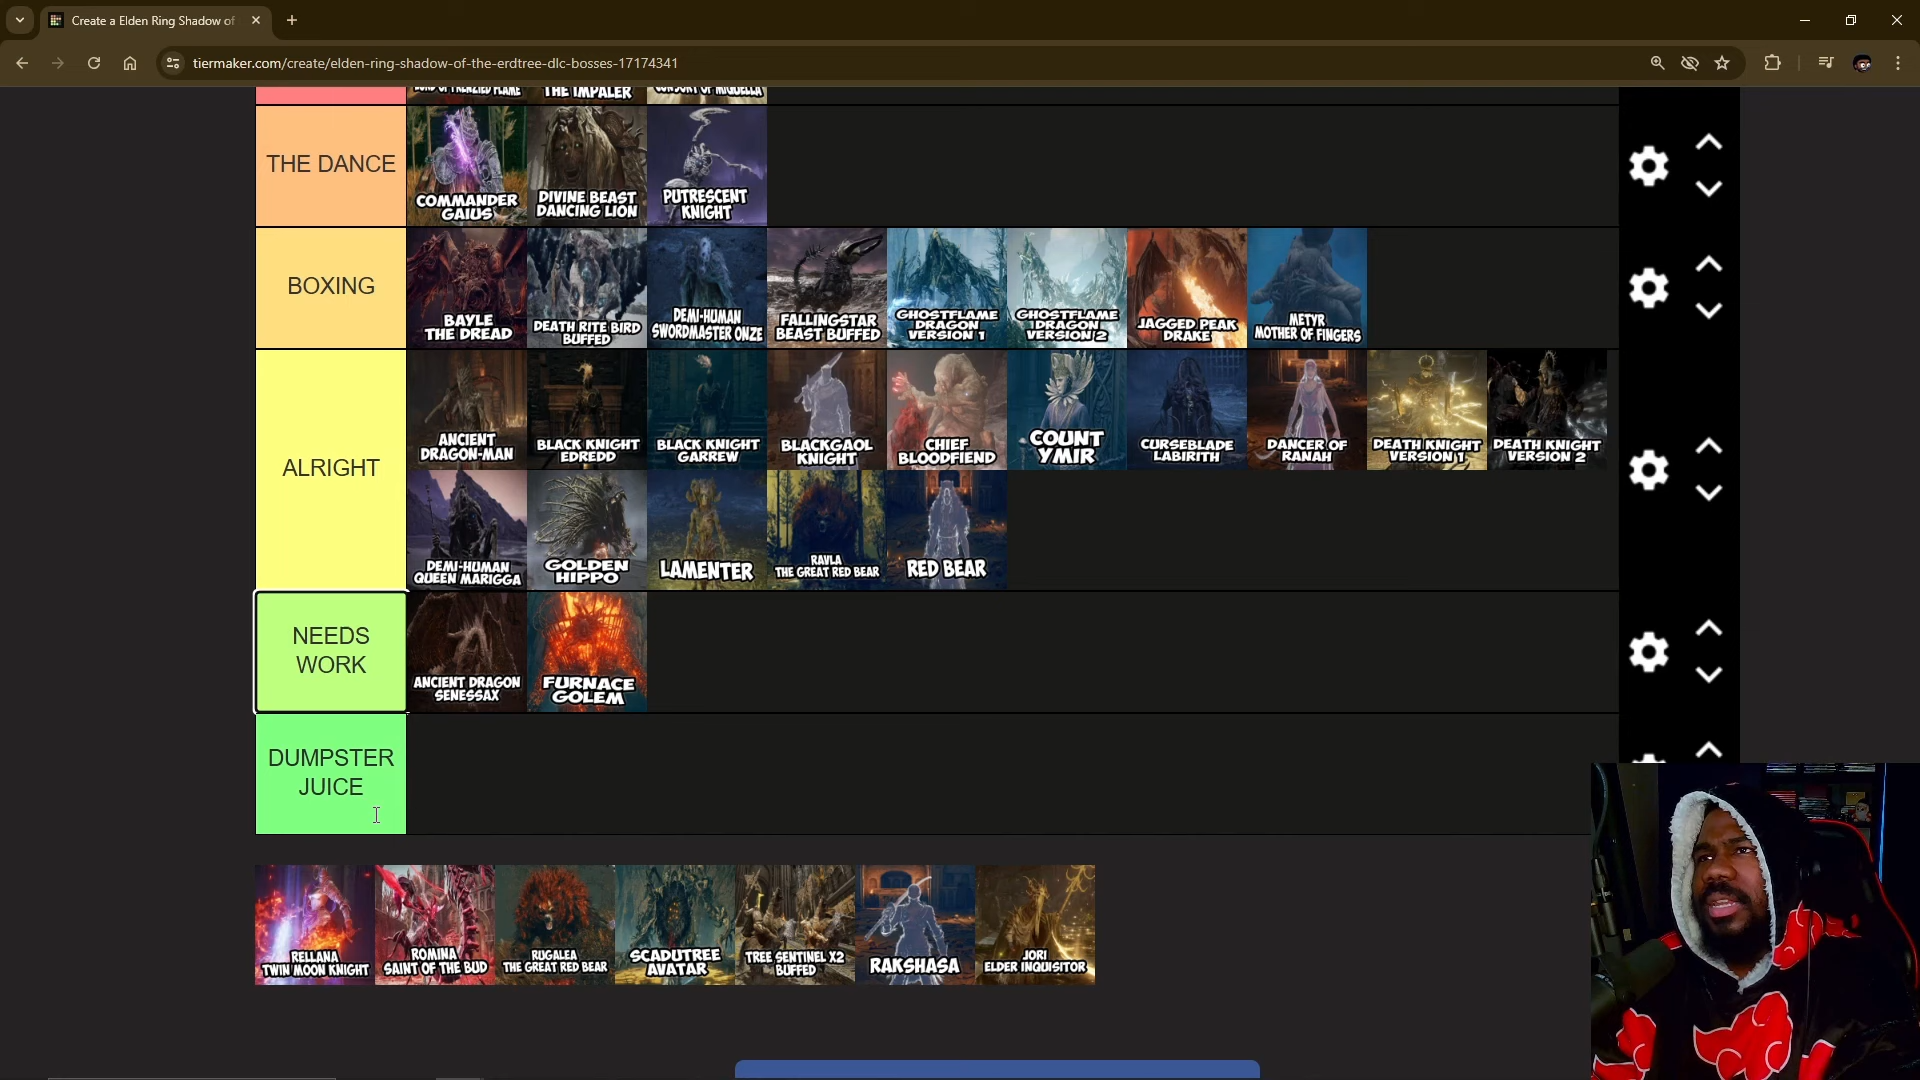 Create a Elden Ring Shadow of
tiermaker.com/create/elden-ring-shadow-of-the-erdtree-dlc-bosses-17174341
LORD OF FRENZIED FLAME
THE IMPALER
CONSORT OF MIQUELLA
THE DANCE
COMMANDER
GAIUS
DIVINE BEAST
DANCING LION
PUTRESCENT
KNIGHT
BOXING
BAYLE
THE DREAD
DEATH RITE BIRD
BUFFED
DEMI-HUMAN
SWORDMASTER ONZE
FALLINGSTAR
BEAST BUFFED
GHOSTFLAME
DRAGON
VERSION 1
GHOSTFLAME
DRAGON
VERSION 2
JAGGED PEAK
DRAKE
METYR
MOTHER OF FINGERS
ALRIGHT
ANCIENT
DRAGON-MAN
BLACK KNIGHT
EDREDD
BLACK KNIGHT
GARREW
BLACKGAOL
KNIGHT
CHIEF
BLOODFIEND
COUNT
YMIR
CURSEBLADE
LABIRITH
DANCER OF
RANAH
DEATH KNIGHT
VERSION 1
DEATH KNIGHT
VERSION 2
DEMI-HUMAN
QUEEN MARIGGA
GOLDEN
HIPPO
LAMENTER
RAVLA
THE GREAT RED BEAR
RED BEAR
NEEDS
WORK
ANCIENT DRAGON
SENESSAX
FURNACE
GOLEM
DUMPSTER
JUICE
RELLANA
TWIN MOON KNIGHT
ROMINA
SAINT OF THE BUD
RUGALEA
THE GREAT RED BEAR
SCADUTREE
AVATAR
TREE SENTINEL X2
BUFFED
RAKSHASA
JORI
ELDER INQUISITOR